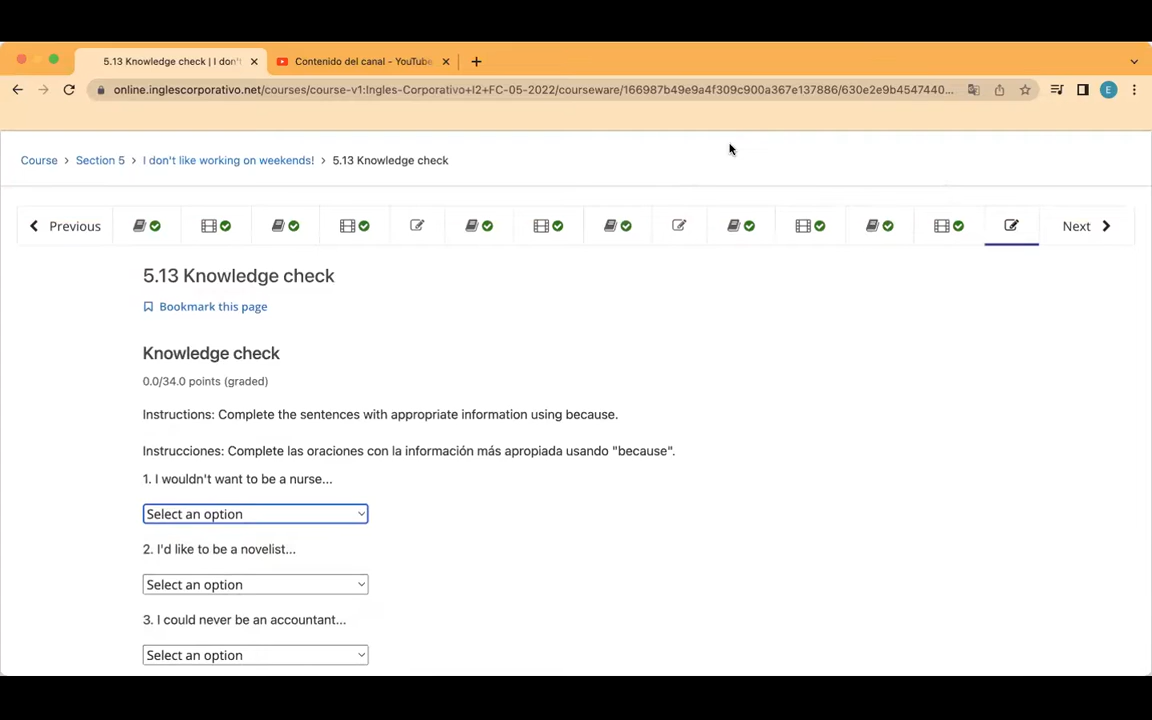 5.13 Knowledge check | I don't
Contenido del canal - YouTube
online.inglescorporativo.net/courses/course-v1:Ingles-Corporativo+I2+FC-05-2022/courseware/166987b49e9a4f309c900a367e137886/630e2e9b4547440...
E
Course > Section 5 > I don't like working on weekends! > 5.13 Knowledge check
Previous
Next
5.13 Knowledge check
Bookmark this page
Knowledge check
0.0/34.0 points (graded)
Instructions: Complete the sentences with appropriate information using because.
Instrucciones: Complete las oraciones con la información más apropiada usando "because".
1. I wouldn't want to be a nurse...
Select an option
2. I'd like to be a novelist...
Select an option
3. I could never be an accountant...
Select an option